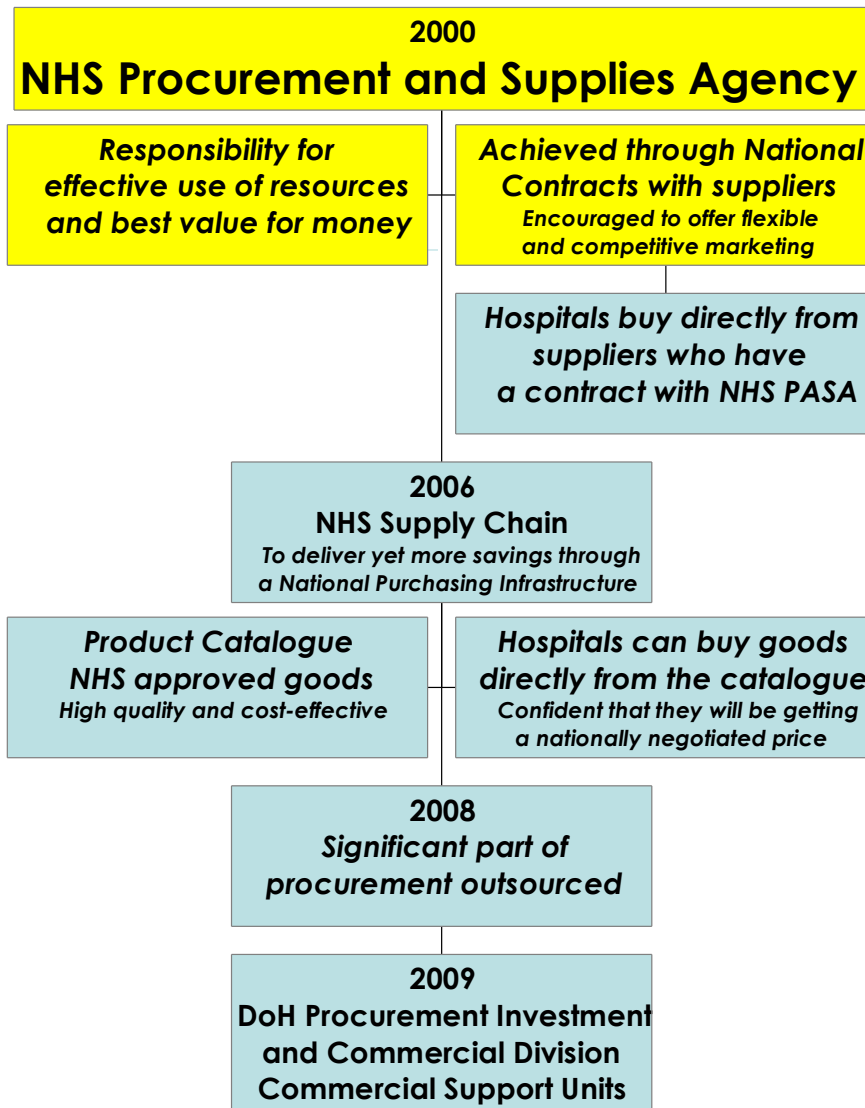 2000
NHS Procurement and Supplies Agency
Responsibility for
effective use of resources
and best value for money
Achieved through National
Contracts with suppliers
Encouraged to offer flexible
and competitive marketing
Hospitals buy directly from
suppliers who have
a contract with NHS PASA
2006
NHS Supply Chain
To deliver yet more savings through
a National Purchasing Infrastructure
Product Catalogue
NHS approved goods
High quality and cost-effective
Hospitals can buy goods
directly from the catalogue
Confident that they will be getting
a nationally negotiated price
2008
Significant part of
procurement outsourced
2009
DoH Procurement Investment
and Commercial Division
Commercial Support Units